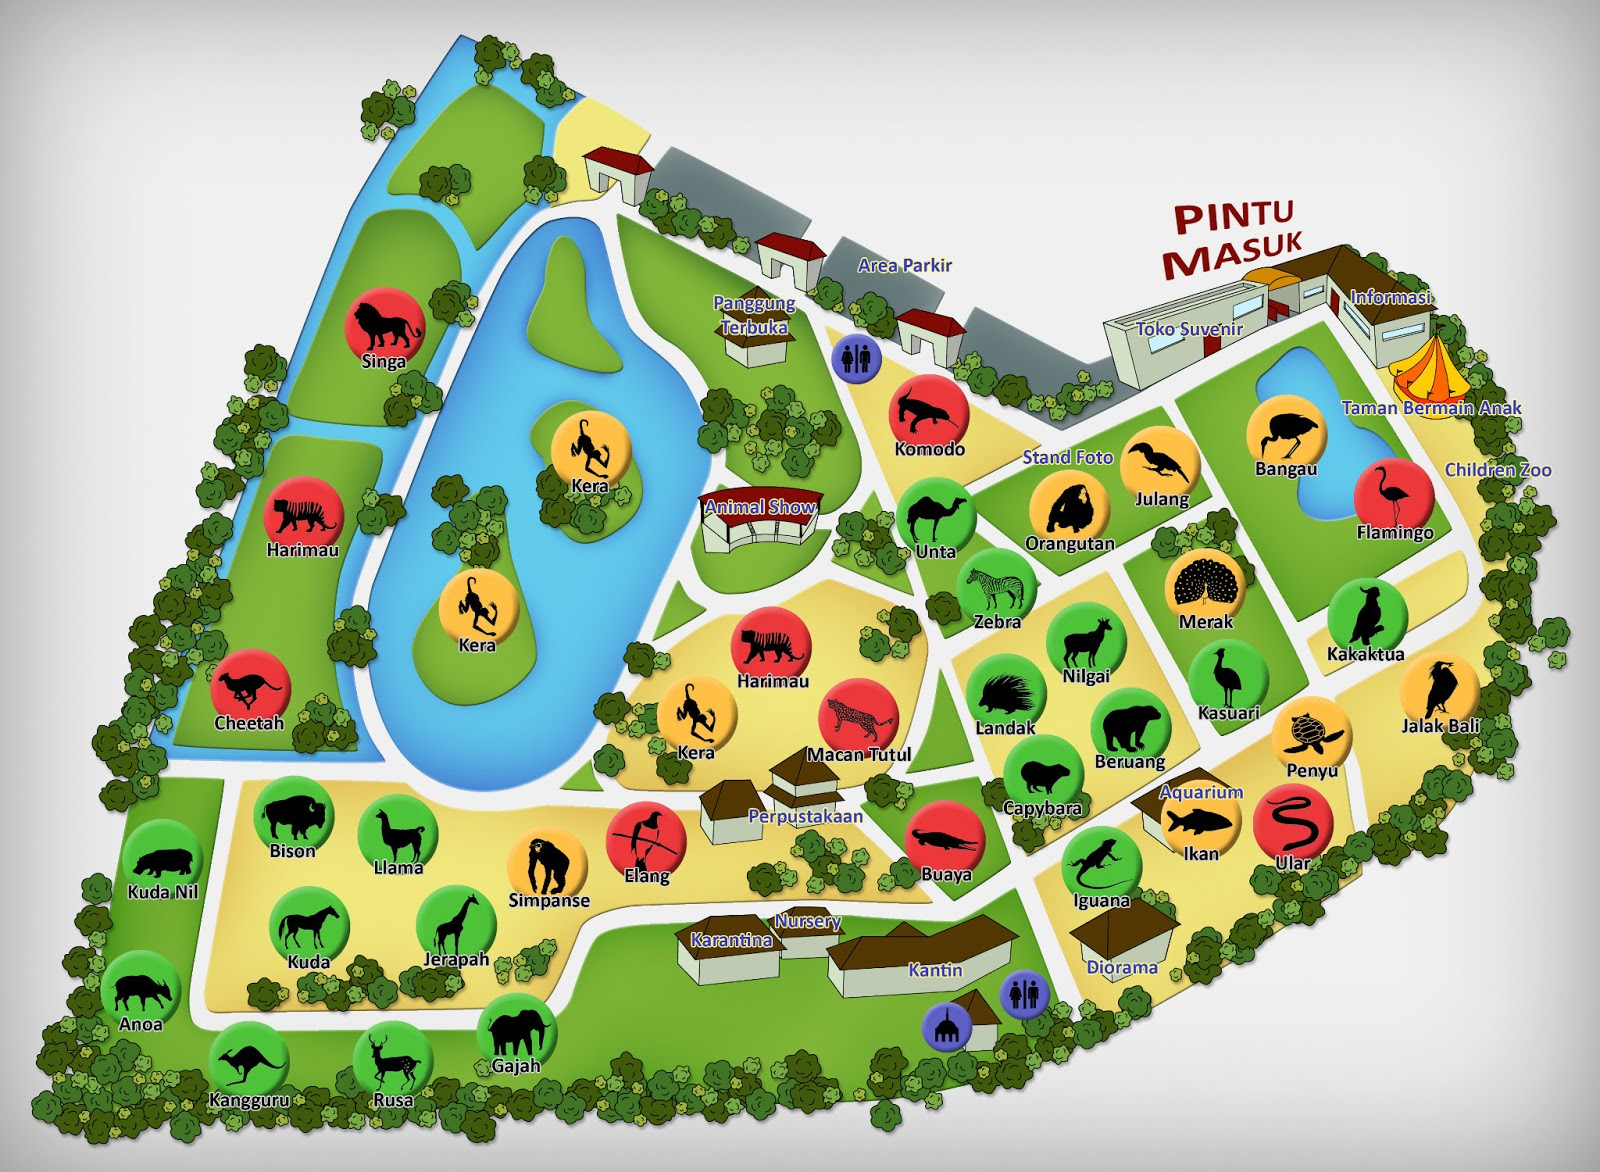 PINTU
MASUK
Area Parkir
Informasi
Panggung
Terbuka
Toko Suvenir
Singa
Taman Bermain Anak
Komodo
Stand Foto
Bangau
Children Zoo
Kera
Julang
Animal Show
Flamingo
Orangutan
Harimau
Unta
Zebra
Merak
Kera
Kakaktua
Nilgai
Harimau
Kasuari
Cheetah
Landak
Jalak Bali
Kera
Macan Tutul
Beruang
Penyu
Aquarium
Capybara
Perpustakaan
Bison
Ikan
Llama
Ular
Elang
Buaya
Kuda Nil
Simpanse
Iguana
Nursery
Karantina
Jerapah
Kuda
Kantin
Diorama
Anoa
Gajah
Kangguru
Rusa